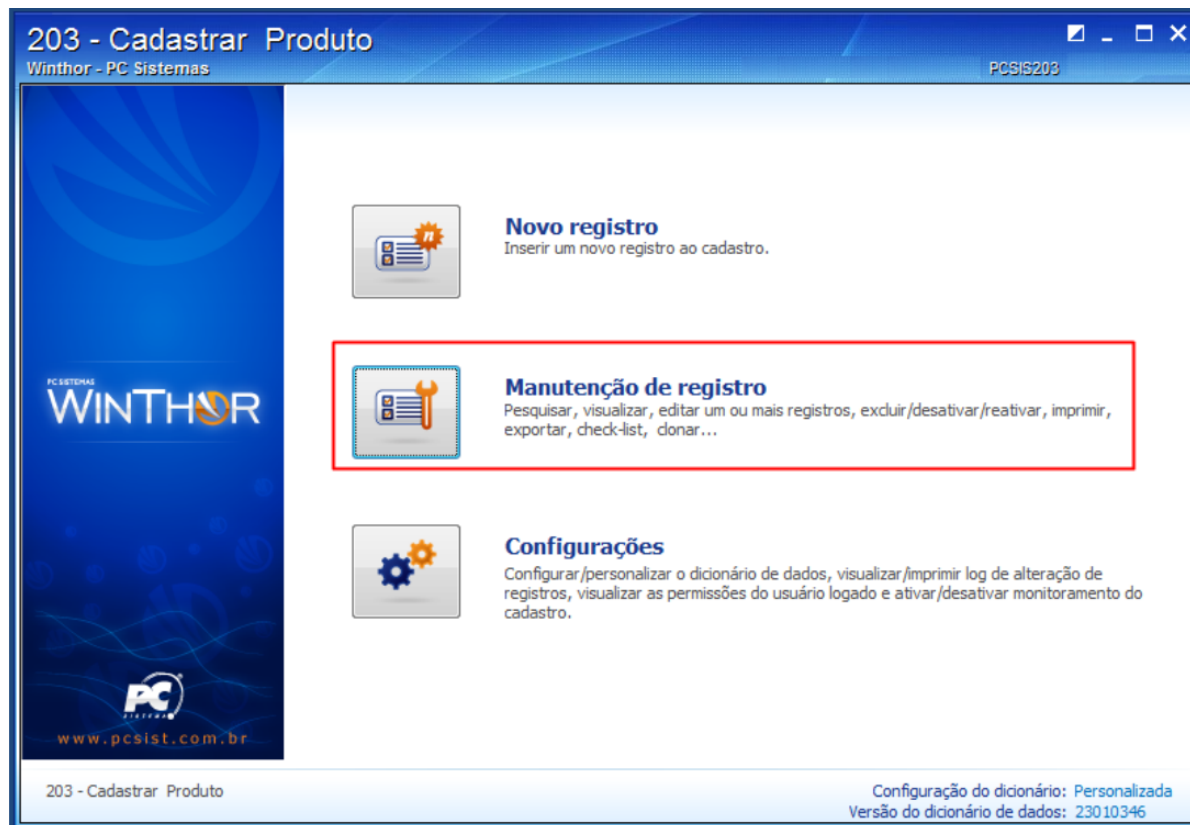 203 - Cadastrar Produto
Winthor - PC Sistemas
PCSIS203
Novo registro
Inserir um novo registro ao cadastro.
Manutenção de registro
Pesquisar, visualizar, editar um ou mais registros, excluir/desativar/reativar, imprimir,
exportar, check-list, clonar...
PC SISTEMAS
WINTHOR
Configurações
Configurar/personalizar o dicionário de dados, visualizar/imprimir log de alteração de
registros, visualizar as permissões do usuário logado e ativar/desativar monitoramento do
cadastro.
PC
SISTEMAS
www.pcsist.com.br
203 - Cadastrar Produto
Configuração do dicionário: Personalizada
Versão do dicionário de dados: 23010346